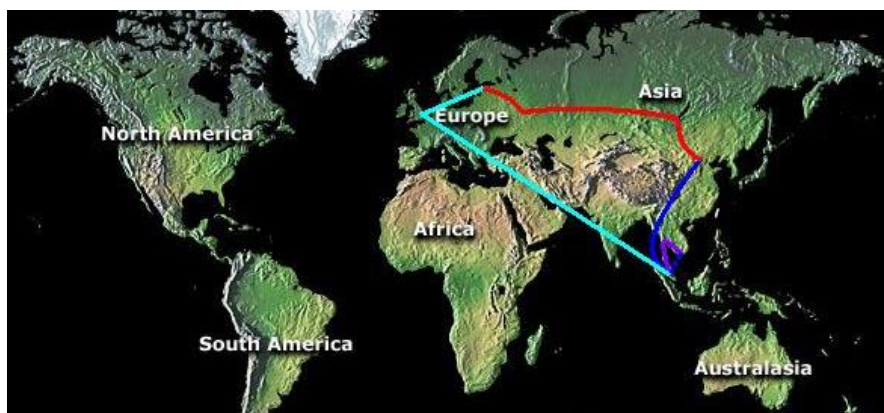 Asia
Europe
North America
Africa
South America
Australasia